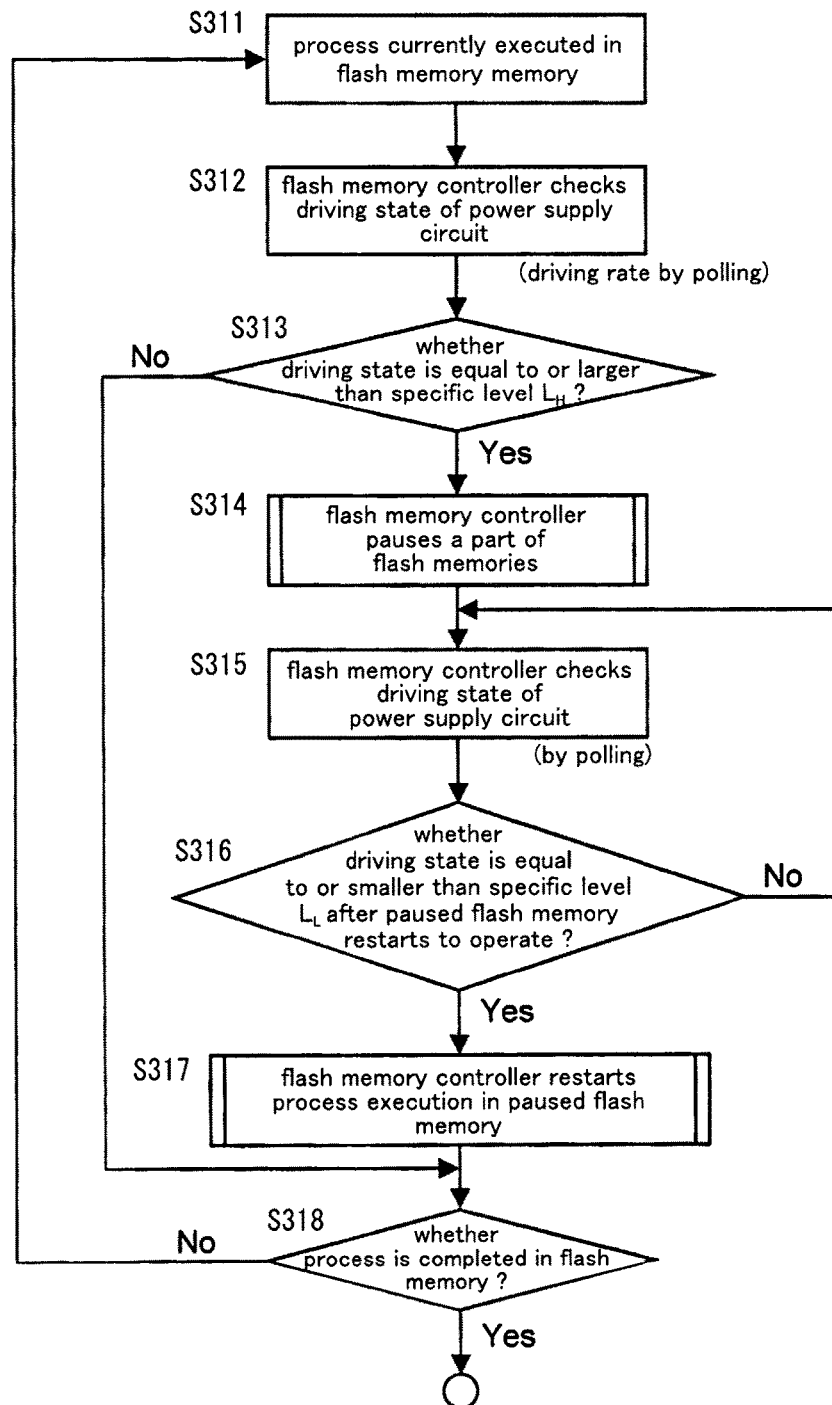 S311
process currently executed in
flash memory memory
S312
flash memory controller checks
driving state of power supply
circuit
(driving rate by polling)
S313
No
whether
driving state is equal to or larger
than specific level L_H ?
Yes
S314
flash memory controller
pauses a part of
flash memories
S315
flash memory controller checks
driving state of
power supply circuit
(by polling)
S316
whether
driving state is equal
to or smaller than specific level
L_L after paused flash memory
restarts to operate ?
No
Yes
S317
flash memory controller restarts
process execution in paused flash
memory
S318
No
whether
process is completed in flash
memory ?
Yes